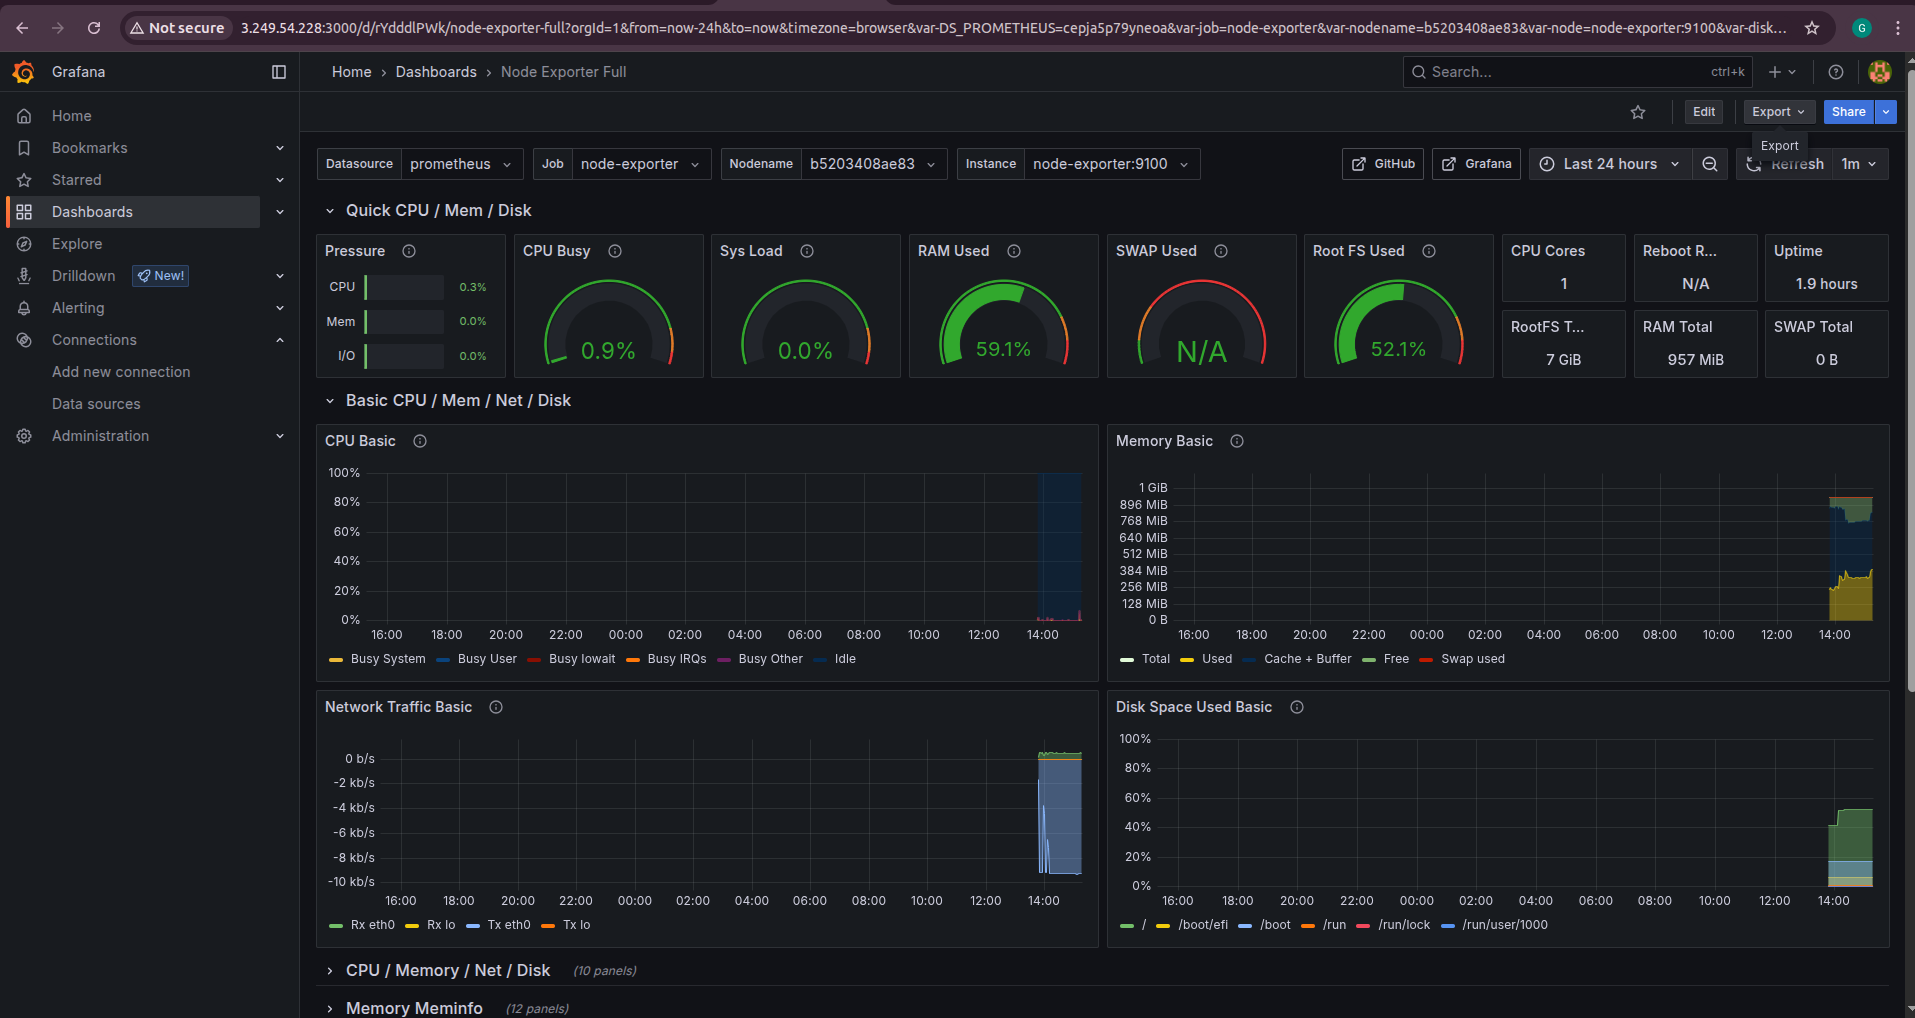 Not secure 3.249.54.228:3000/d/rYdddlPWk/node-exporter-full?orgId=1&from=now-24h&to=now&timezone=browser&var-DS_PROMETHEUS=cepja5p79yneoa&var-job=node-exporter&var-nodename=b5203408ae83&var-node=node-exporter:9100&var-disk... G
Grafana
Home › Dashboards › Node Exporter Full
Search... ctrl+k
Edit Export Share
Export
Home
Bookmarks
Starred
Dashboards
Explore
Drilldown New!
Alerting
Connections
Add new connection
Data sources
Administration
Datasource prometheus Job node-exporter Nodename b5203408ae83 Instance node-exporter:9100
GitHub Grafana Last 24 hours Refresh 1m
Quick CPU / Mem / Disk
Pressure
CPU 0.3%
Mem 0.0%
I/O 0.0%
CPU Busy
0.9%
Sys Load
0.0%
RAM Used
59.1%
SWAP Used
N/A
Root FS Used
52.1%
CPU Cores
1
Reboot R...
N/A
Uptime
1.9 hours
RootFS T...
7 GiB
RAM Total
957 MiB
SWAP Total
0 B
Basic CPU / Mem / Net / Disk
CPU Basic
100%
80%
60%
40%
20%
0%
16:00 18:00 20:00 22:00 00:00 02:00 04:00 06:00 08:00 10:00 12:00 14:00
Busy System Busy User Busy Iowait Busy IRQs Busy Other Idle
Memory Basic
1 GiB
896 MiB
768 MiB
640 MiB
512 MiB
384 MiB
256 MiB
128 MiB
0 B
16:00 18:00 20:00 22:00 00:00 02:00 04:00 06:00 08:00 10:00 12:00 14:00
Total Used Cache + Buffer Free Swap used
Network Traffic Basic
0 b/s
-2 kb/s
-4 kb/s
-6 kb/s
-8 kb/s
-10 kb/s
16:00 18:00 20:00 22:00 00:00 02:00 04:00 06:00 08:00 10:00 12:00 14:00
Rx eth0 Rx lo Tx eth0 Tx lo
Disk Space Used Basic
100%
80%
60%
40%
20%
0%
16:00 18:00 20:00 22:00 00:00 02:00 04:00 06:00 08:00 10:00 12:00 14:00
/ /boot/efi /boot /run /run/lock /run/user/1000
CPU / Memory / Net / Disk (10 panels)
Memory Meminfo (12 panels)